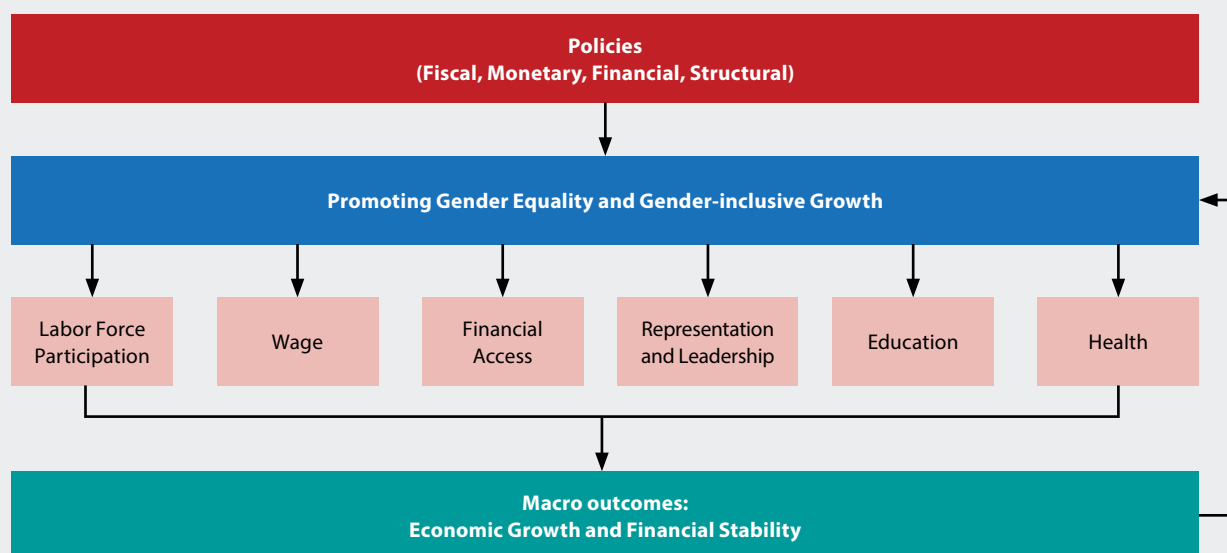 Policies
(Fiscal, Monetary, Financial, Structural)
Promoting Gender Equality and Gender-inclusive Growth
Labor Force
Participation
Wage
Financial
Access
Representation
and Leadership
Education
Health
Macro outcomes:
Economic Growth and Financial Stability